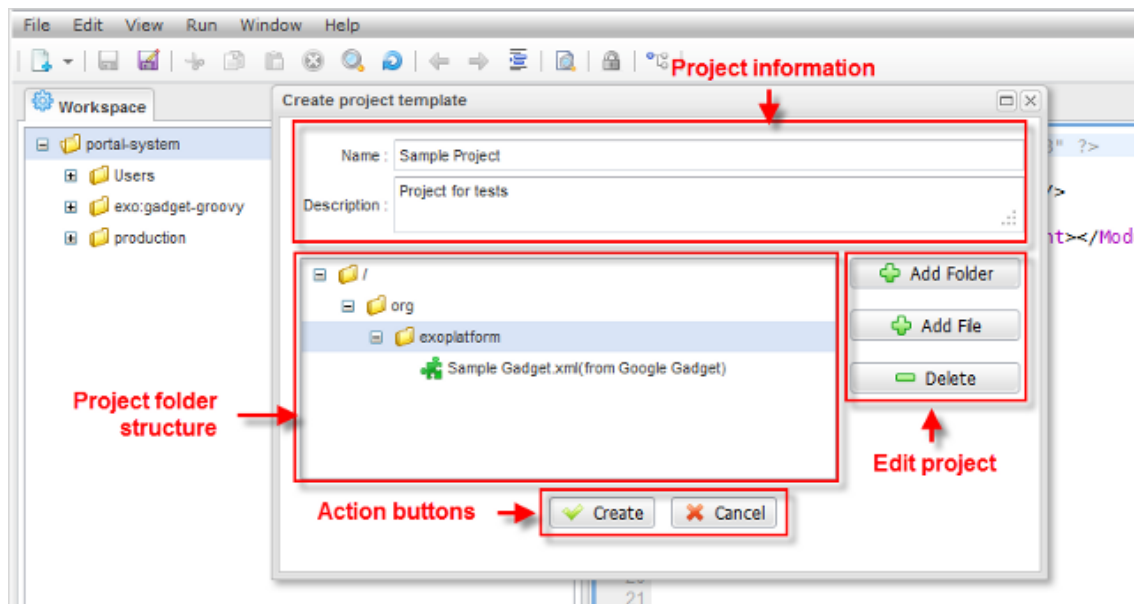 File Edit View Run Window Help
Project information
Workspace
Create project template
portal-system
Users
exo:gadget-groovy
production
Name : Sample Project
Description : Project for tests
" ?>
/>
nt></Mod
/
org
exoplatform
Sample Gadget.xml(from Google Gadget)
Add Folder
Add File
Delete
Project folder
structure
Edit project
Action buttons
Create Cancel
21